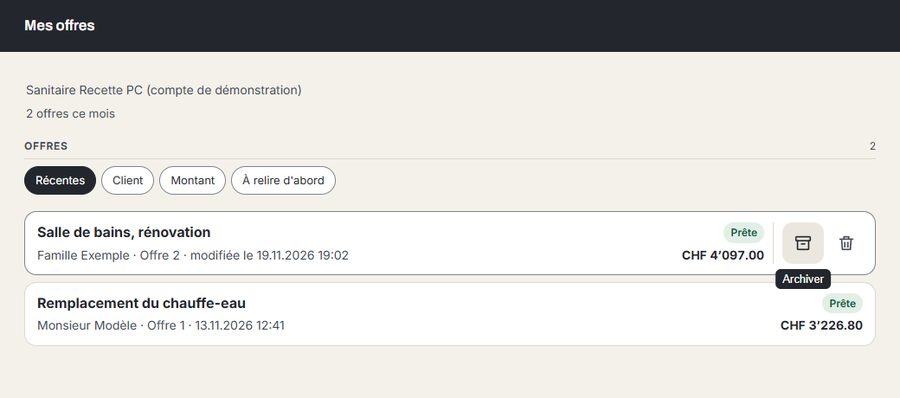 Mes offres
Sanitaire Recette PC (compte de démonstration)
2 offres ce mois
OFFRES 2
Récentes Client Montant À relire d'abord
Salle de bains, rénovation Prête
Famille Exemple · Offre 2 · modifiée le 19.11.2026 19:02 CHF 4’097.00
Archiver
Remplacement du chauffe-eau Prête
Monsieur Modèle · Offre 1 · 13.11.2026 12:41 CHF 3’226.80